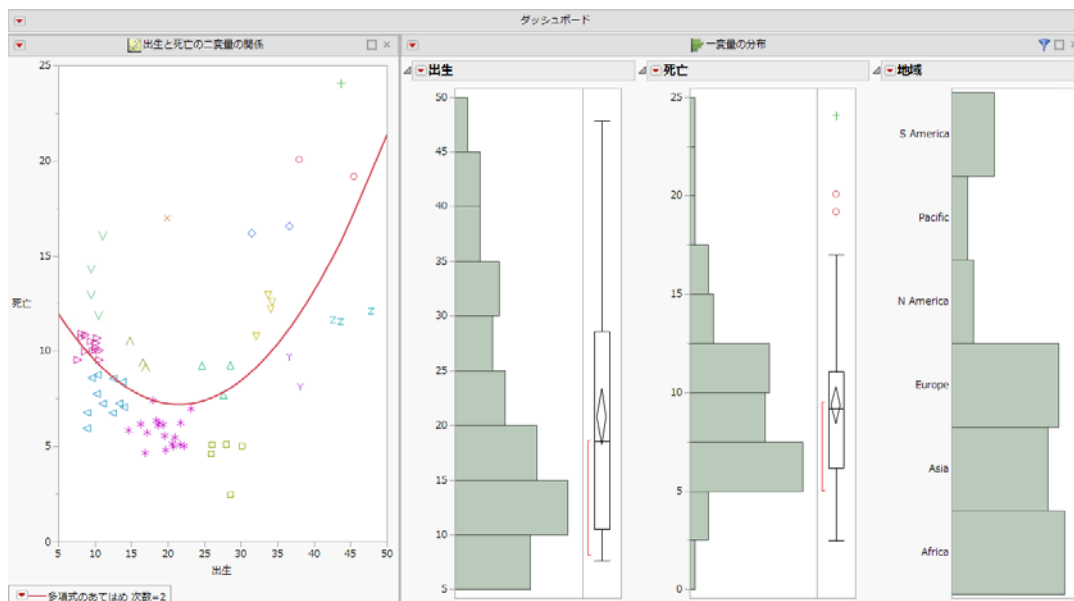 ダッシュボード
出生と死亡の二変量の関係
25
20
15
死亡
10
5
0
5 10 15 20 25 30 35 40 45 50
出生
多項式のあてはめ 次数=2
一変量の分布
出生
50
45
40
35
30
25
20
15
10
5
死亡
25
20
15
10
5
0
地域
S America
Pacific
N America
Europe
Asia
Africa